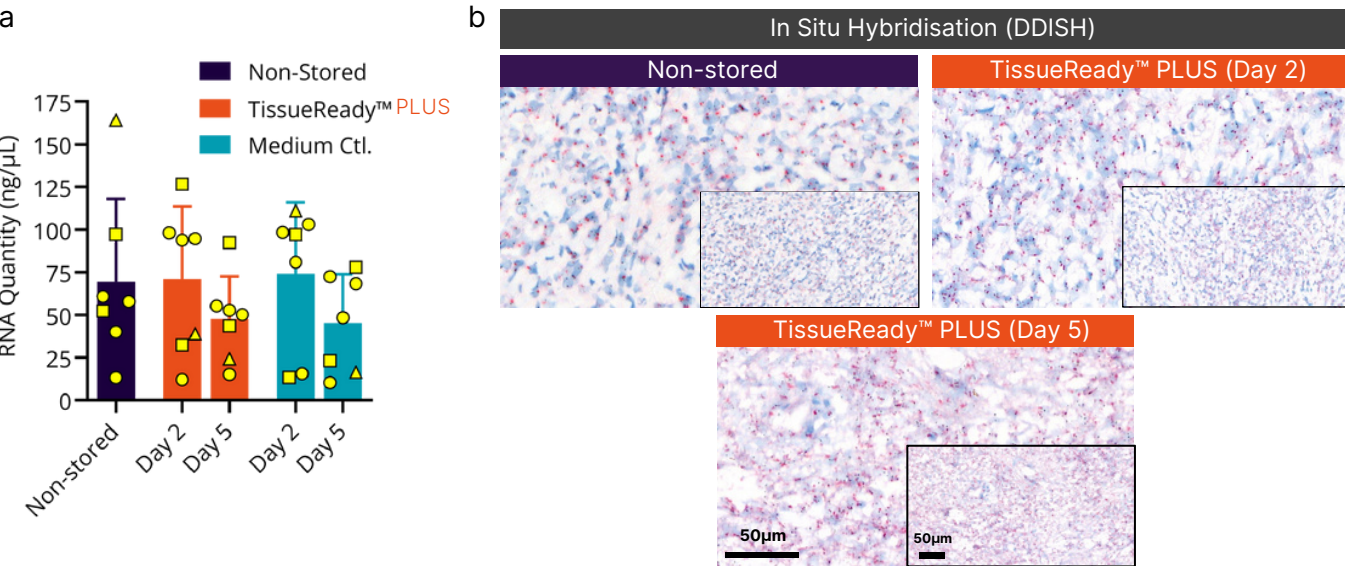 a
Non-Stored
TissueReady™ PLUS
Medium Ctl.
RNA Quantity (ng/µL)
175
150
125
100
75
50
25
0
Non-stored
Day 2
Day 5
Day 2
Day 5
b
In Situ Hybridisation (DDISH)
Non-stored
TissueReady™ PLUS (Day 2)
TissueReady™ PLUS (Day 5)
50µm
50µm